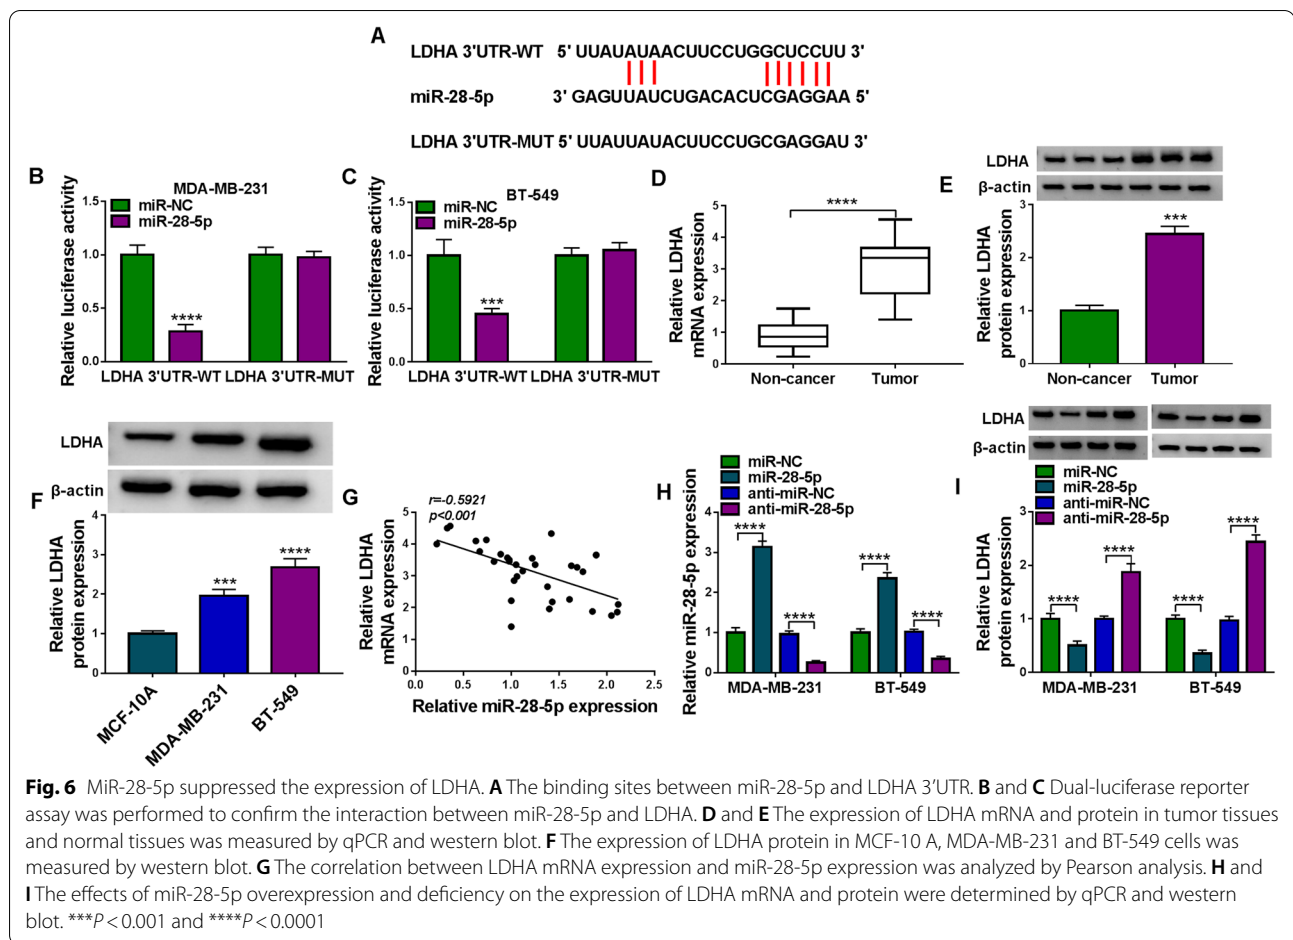 A
LDHA 3'UTR-WT 5' UUAUAUAACUUCCUGGCUCCUU 3'
miR-28-5p 3' GAGUUAUCUGACACUCGAGGAA 5'
LDHA 3'UTR-MUT 5' UUAUUAUACUUCCUGCGAGGAU 3'
B
MDA-MB-231
miR-NC
miR-28-5p
Relative luciferase activity
1.5
1.0
0.5
0.0
****
LDHA 3'UTR-WT LDHA 3'UTR-MUT
C
BT-549
miR-NC
miR-28-5p
Relative luciferase activity
1.5
1.0
0.5
0.0
***
LDHA 3'UTR-WT LDHA 3'UTR-MUT
D
Relative LDHA
mRNA expression
5
4
3
2
1
0
****
Non-cancer Tumor
E
LDHA
β-actin
Relative LDHA
protein expression
3
2
1
0
***
Non-cancer Tumor
F
LDHA
β-actin
Relative LDHA
protein expression
4
3
2
1
0
***
****
MCF-10A
MDA-MB-231
BT-549
G
r=-0.5921
p<0.001
Relative LDHA
mRNA expression
5
4
3
2
1
0
0.0 0.5 1.0 1.5 2.0 2.5
Relative miR-28-5p expression
H
miR-NC
miR-28-5p
anti-miR-NC
anti-miR-28-5p
Relative miR-28-5p expression
4
3
2
1
0
****
****
****
****
MDA-MB-231 BT-549
I
LDHA
β-actin
miR-NC
miR-28-5p
anti-miR-NC
anti-miR-28-5p
Relative LDHA
protein expression
3
2
1
0
****
****
****
****
MDA-MB-231 BT-549
Fig. 6 MiR-28-5p suppressed the expression of LDHA. A The binding sites between miR-28-5p and LDHA 3'UTR. B and C Dual-luciferase reporter
assay was performed to confirm the interaction between miR-28-5p and LDHA. D and E The expression of LDHA mRNA and protein in tumor tissues
and normal tissues was measured by qPCR and western blot. F The expression of LDHA protein in MCF-10 A, MDA-MB-231 and BT-549 cells was
measured by western blot. G The correlation between LDHA mRNA expression and miR-28-5p expression was analyzed by Pearson analysis. H and
I The effects of miR-28-5p overexpression and deficiency on the expression of LDHA mRNA and protein were determined by qPCR and western
blot. ***P < 0.001 and ****P < 0.0001